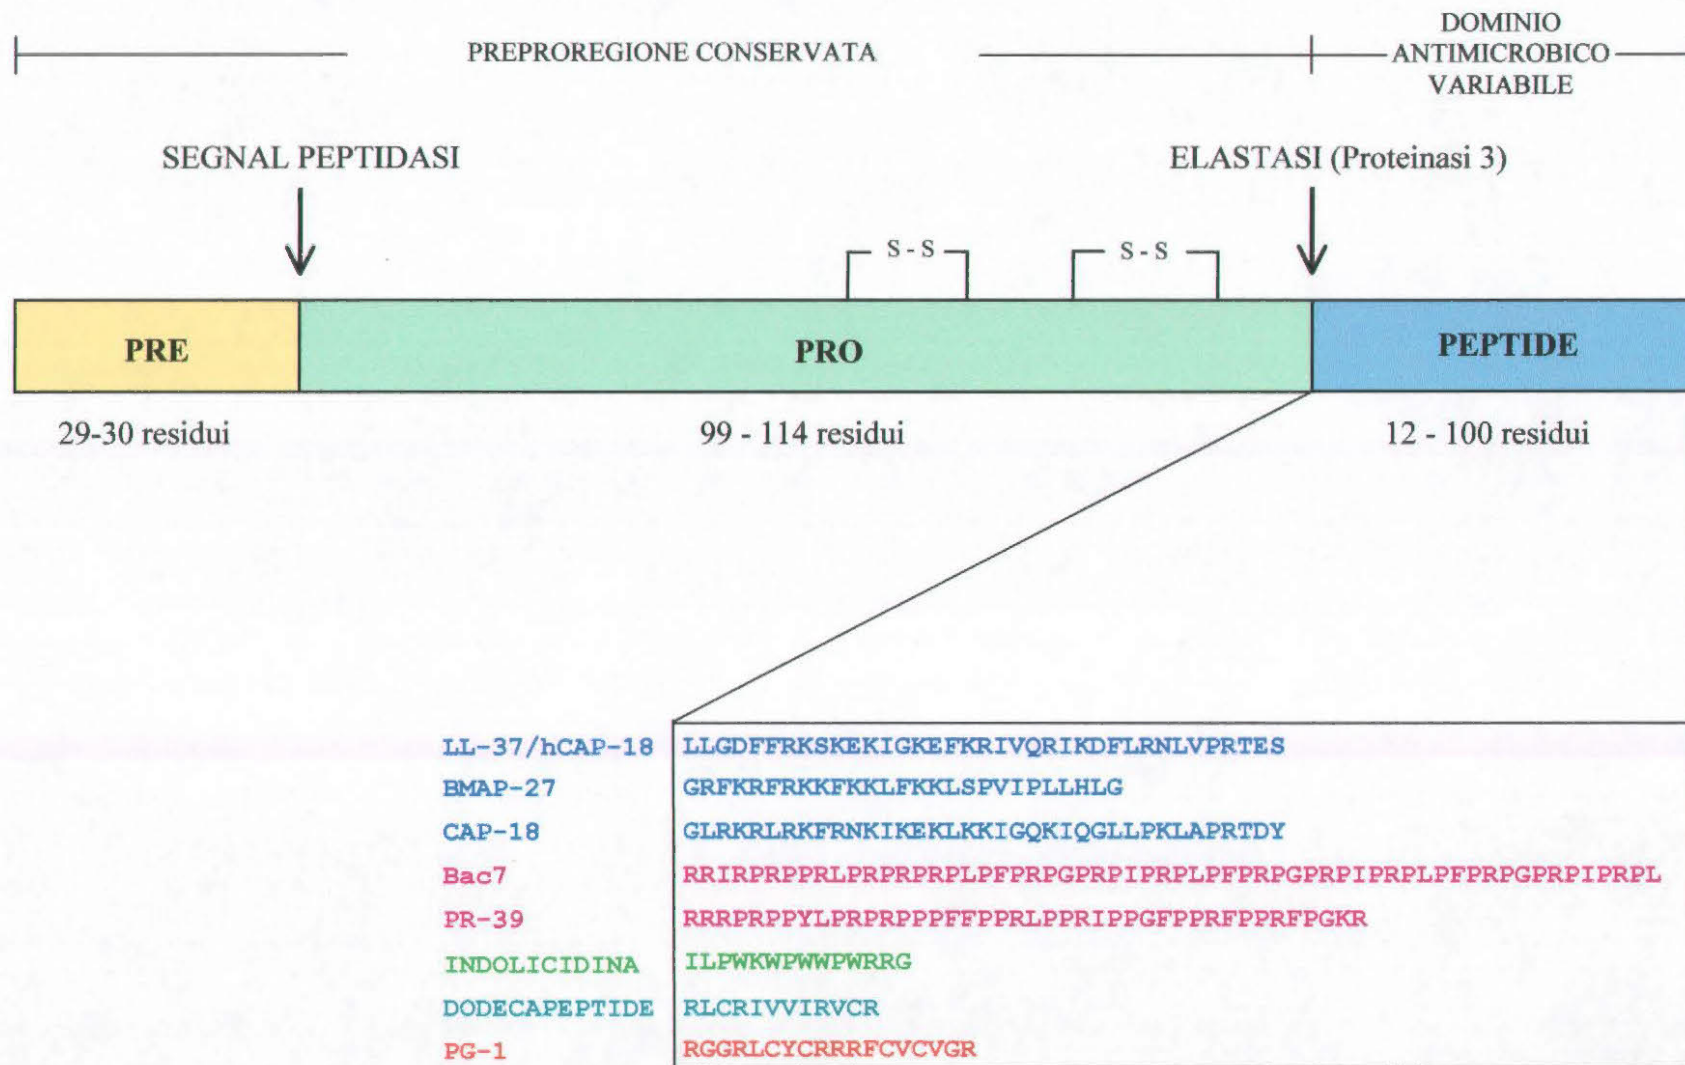 PREPROREGIONE CONSERVATA
DOMINIO
ANTIMICROBICO
VARIABILE
SEGNAL PEPTIDASI
ELASTASI (Proteinasi 3)
S - S
S - S
PRE
PRO
PEPTIDE
29-30 residui
99 - 114 residui
12 - 100 residui
LL-37/hCAP-18 LLGDFFRKSKEKIGKEFKRIVQRIKDFLRNLVPRTES
BMAP-27 GRFKRFRKKFKKLFKKLSPVIPLLHLG
CAP-18 GLRKRLRKFRNKIKEKLKKIGQKIQGLLPKLAPRTDY
Bac7 RRIRPRPPRLPRPRPRPLPFPRPGPRPIPRPLPFPRPGPRPIPRPLPFPRPGPRPIPRPL
PR-39 RRRPRPPYLPRPRPPPFFPPRLPPRIPPGFPPRFPPRFPGKR
INDOLICIDINA ILPWKWPWWPWRRG
DODECAPEPTIDE RLCRIVVIRVCR
PG-1 RGGRLCYCRRRFCVCVGR